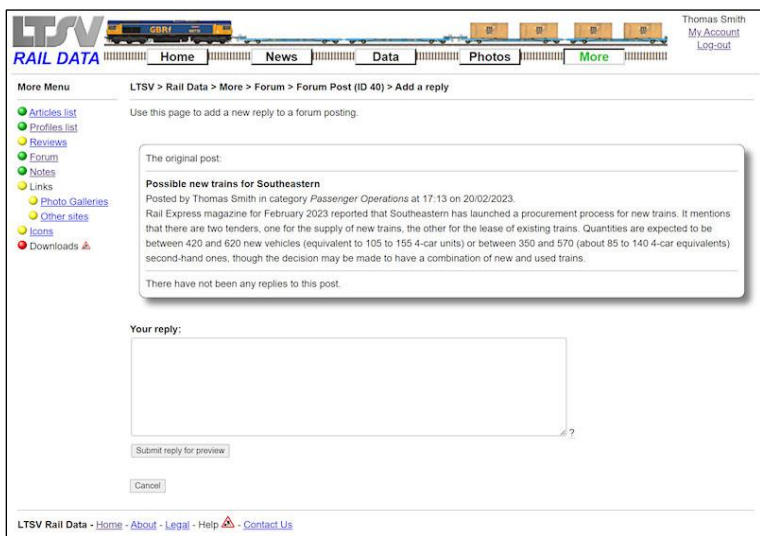 LTSV
GBRf
RAIL DATA
Home
News
Data
Photos
More
Thomas Smith
My Account
Log-out
More Menu
Articles list
Profiles list
Reviews
Forum
Notes
Links
Photo Galleries
Other sites
Icons
Downloads
LTSV > Rail Data > More > Forum > Forum Post (ID 40) > Add a reply
Use this page to add a new reply to a forum posting.
The original post:
Possible new trains for Southeastern
Posted by Thomas Smith in category Passenger Operations at 17:13 on 20/02/2023.
Rail Express magazine for February 2023 reported that Southeastern has launched a procurement process for new trains. It mentions
that there are two tenders, one for the supply of new trains, the other for the lease of existing trains. Quantities are expected to be
between 420 and 620 new vehicles (equivalent to 105 to 155 4-car units) or between 350 and 570 (about 85 to 140 4-car equivalents)
second-hand ones, though the decision may be made to have a combination of new and used trains.
There have not been any replies to this post.
Your reply:
?
Submit reply for preview
Cancel
LTSV Rail Data - Home - About - Legal - Help - Contact Us